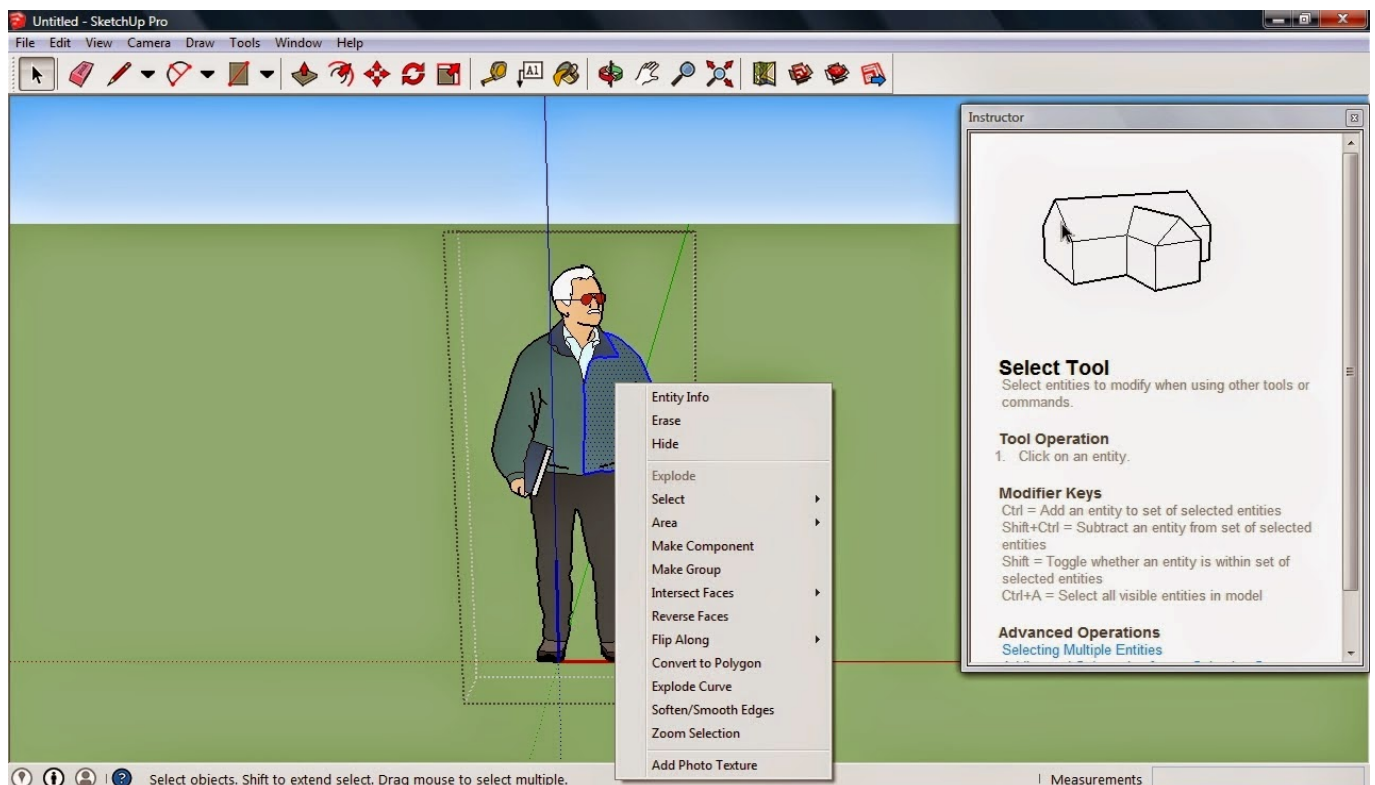 Untitled - SketchUp Pro
File Edit View Camera Draw Tools Window Help
A1
Instructor
Select Tool
Select entities to modify when using other tools or
commands.
Tool Operation
1. Click on an entity.
Modifier Keys
Ctrl = Add an entity to set of selected entities
Shift+Ctrl = Subtract an entity from set of selected
entities
Shift = Toggle whether an entity is within set of
selected entities
Ctrl+A = Select all visible entities in model
Advanced Operations
Selecting Multiple Entities
Entity Info
Erase
Hide
Explode
Select
Area
Make Component
Make Group
Intersect Faces
Reverse Faces
Flip Along
Convert to Polygon
Explode Curve
Soften/Smooth Edges
Zoom Selection
Add Photo Texture
Select objects. Shift to extend select. Drag mouse to select multiple.
Measurements